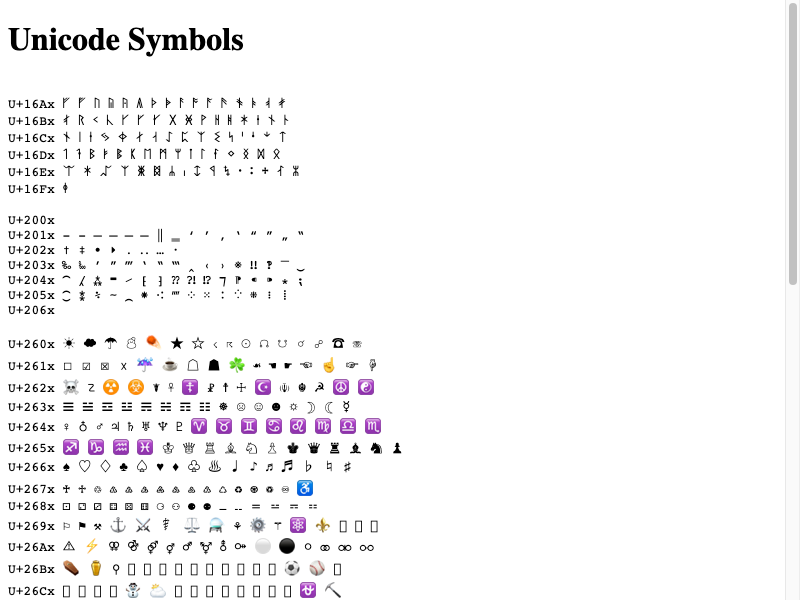 Unicode Symbols
U+16Ax ᚠ ᚡ ᚢ ᚣ ᚤ ᚥ ᚦ ᚧ ᚨ ᚩ ᚪ ᚫ ᚬ ᚭ ᚮ ᚯ
U+16Bx ᚰ ᚱ ᚲ ᚳ ᚴ ᚵ ᚶ ᚷ ᚸ ᚹ ᚺ ᚻ ᚼ ᚽ ᚾ ᚿ
U+16Cx ᛀ ᛁ ᛂ ᛃ ᛄ ᛅ ᛆ ᛇ ᛈ ᛉ ᛊ ᛋ ᛌ ᛍ ᛎ ᛏ
U+16Dx ᛐ ᛑ ᛒ ᛓ ᛔ ᛕ ᛖ ᛗ ᛘ ᛙ ᛚ ᛛ ᛜ ᛝ ᛞ ᛟ
U+16Ex ᛠ ᛡ ᛢ ᛣ ᛤ ᛥ ᛦ ᛧ ᛨ ᛩ ᛪ ᛫ ᛬ ᛭ ᛮ ᛯ
U+16Fx ᛰ
U+200x
U+201x ‐ ‑ ‒ – — ― ‖ ‗ ‘ ’ ‚ ‛ “ ” „ ‟
U+202x † ‡ • ‣ ․ ‥ … ‧
U+203x ‰ ‱ ′ ″ ‴ ‵ ‶ ‷ ‸ ‹ › ※ ‼ ‽ ‾ ‿
U+204x ⁀ ⁁ ⁂ ⁃ ⁄ ⁅ ⁆ ⁇ ⁈ ⁉ ⁊ ⁋ ⁌ ⁍ ⁎ ⁏
U+205x ⁐ ⁑ ⁒ ⁓ ⁔ ⁕ ⁖ ⁗ ⁘ ⁙ ⁚ ⁛ ⁜ ⁝ ⁞
U+206x
U+260x ☀ ☁ ☂ ☃ ☄ ★ ☆ ☇ ☈ ☉ ☊ ☋ ☌ ☍ ☎ ☏
U+261x ☐ ☑ ☒ ☓ ☔ ☕ ☖ ☗ ☘ ☙ ☚ ☛ ☜ ☝ ☞ ☟
U+262x ☠ ☡ ☢ ☣ ☤ ☥ ☦ ☧ ☨ ☩ ☪ ☫ ☬ ☭ ☮ ☯
U+263x ☰ ☱ ☲ ☳ ☴ ☵ ☶ ☷ ☸ ☹ ☺ ☻ ☼ ☽ ☾ ☿
U+264x ♀ ♁ ♂ ♃ ♄ ♅ ♆ ♇ ♈ ♉ ♊ ♋ ♌ ♍ ♎ ♏
U+265x ♐ ♑ ♒ ♓ ♔ ♕ ♖ ♗ ♘ ♙ ♚ ♛ ♜ ♝ ♞ ♟
U+266x ♠ ♡ ♢ ♣ ♤ ♥ ♦ ♧ ♨ ♩ ♪ ♫ ♬ ♭ ♮ ♯
U+267x ♰ ♱ ♲ ♳ ♴ ♵ ♶ ♷ ♸ ♹ ♺ ♻ ♼ ♽ ♾ ♿
U+268x ⚀ ⚁ ⚂ ⚃ ⚄ ⚅ ⚆ ⚇ ⚈ ⚉ ⚊ ⚋ ⚌ ⚍ ⚎ ⚏
U+269x ⚐ ⚑ ⚒ ⚓ ⚔ ⚕ ⚖ ⚗ ⚘ ⚙ ⚚ ⚛ ⚜
U+26Ax ⚠ ⚡ ⚢ ⚣ ⚤ ⚥ ⚦ ⚧ ⚨ ⚩ ⚪ ⚫ ⚬ ⚭ ⚮ ⚯
U+26Bx ⚰ ⚱ ⚲ ⚽ ⚾
U+26Cx ⛄ ⛅ ⛎ ⛏